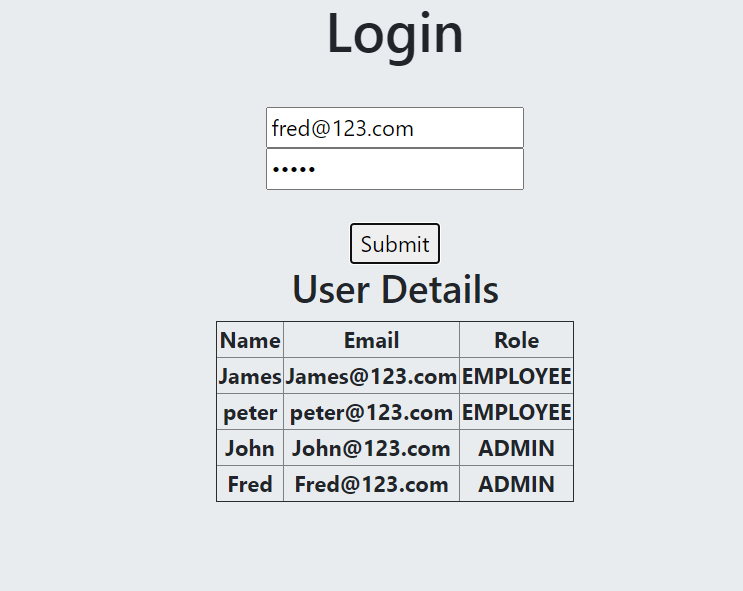 Login
fred@123.com
•••••
Submit
User Details
Name Email Role
James James@123.com EMPLOYEE
peter peter@123.com EMPLOYEE
John John@123.com ADMIN
Fred Fred@123.com ADMIN